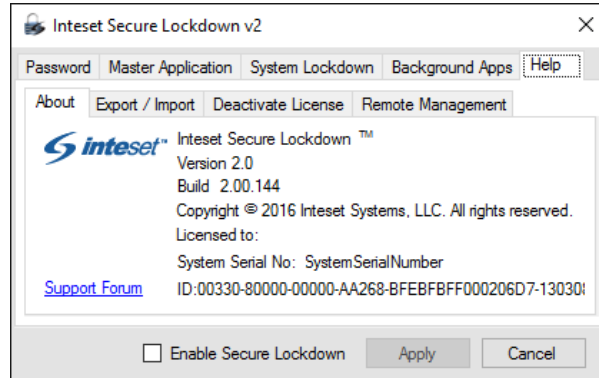 Inteset Secure Lockdown v2
Password Master Application System Lockdown Background Apps Help
About Export / Import Deactivate License Remote Management
inteset™ Inteset Secure Lockdown ™
Version 2.0
Build 2.00.144
Copyright © 2016 Inteset Systems, LLC. All rights reserved.
Licensed to:
System Serial No: SystemSerialNumber
Support Forum ID:00330-80000-00000-AA268-BFEBFBFF000206D7-130308
Enable Secure Lockdown Apply Cancel